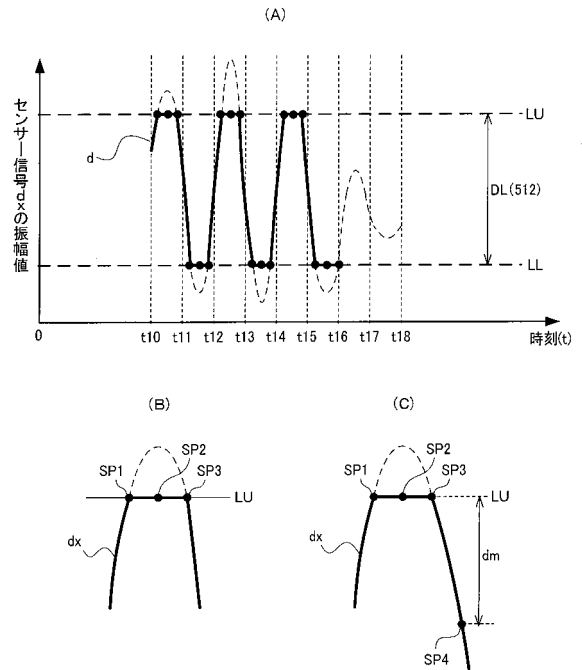 (A)
センサー信号dxの振幅値
d
LU
DL(512)
LL
0
t10 t11 t12 t13 t14 t15 t16 t17 t18
時刻(t)
(B)
SP1
SP2
SP3
LU
dx
(C)
SP1
SP2
SP3
LU
dx
dm
SP4